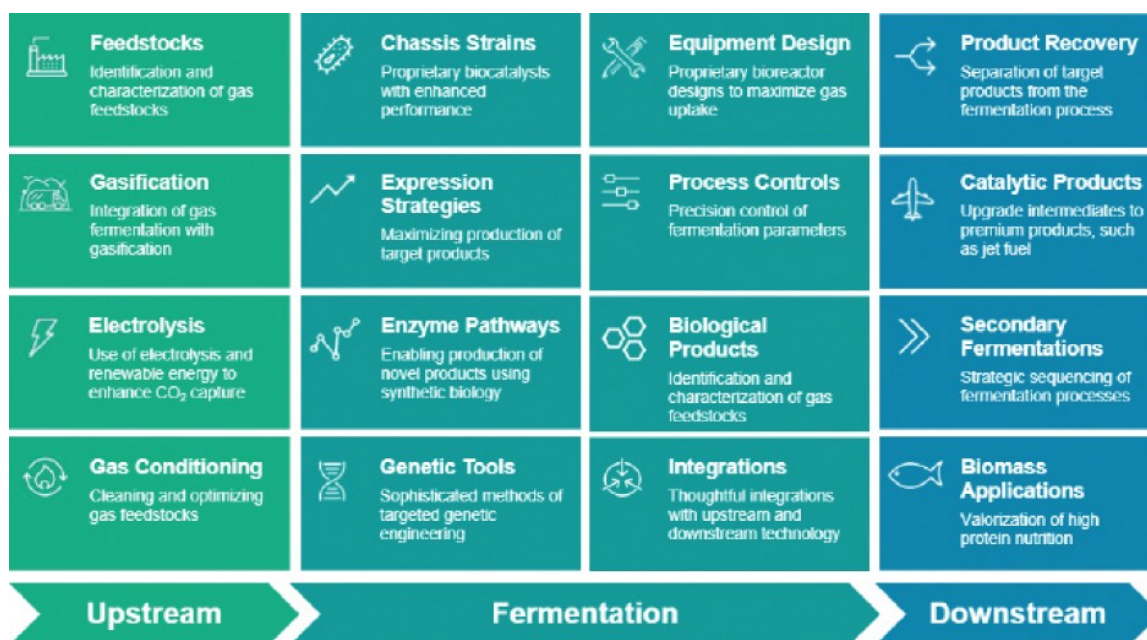 Feedstocks
Identification and
characterization of gas
feedstocks
Chassis Strains
Proprietary biocatalysts
with enhanced
performance
Equipment Design
Proprietary bioreactor
designs to maximize gas
uptake
Product Recovery
Separation of target
products from the
fermentation process
Gasification
Integration of gas
fermentation with
gasification
Expression
Strategies
Maximizing production of
target products
Process Controls
Precision control of
fermentation parameters
Catalytic Products
Upgrade intermediates to
premium products, such
as jet fuel
Electrolysis
Use of electrolysis and
renewable energy to
enhance CO₂ capture
Enzyme Pathways
Enabling production of
novel products using
synthetic biology
Biological
Products
Identification and
characterization of gas
feedstocks
Secondary
Fermentations
Strategic sequencing of
fermentation processes
Gas Conditioning
Cleaning and optimizing
gas feedstocks
Genetic Tools
Sophisticated methods of
targeted genetic
engineering
Integrations
Thoughtful integrations
with upstream and
downstream technology
Biomass
Applications
Valorization of high
protein nutrition
Upstream
Fermentation
Downstream